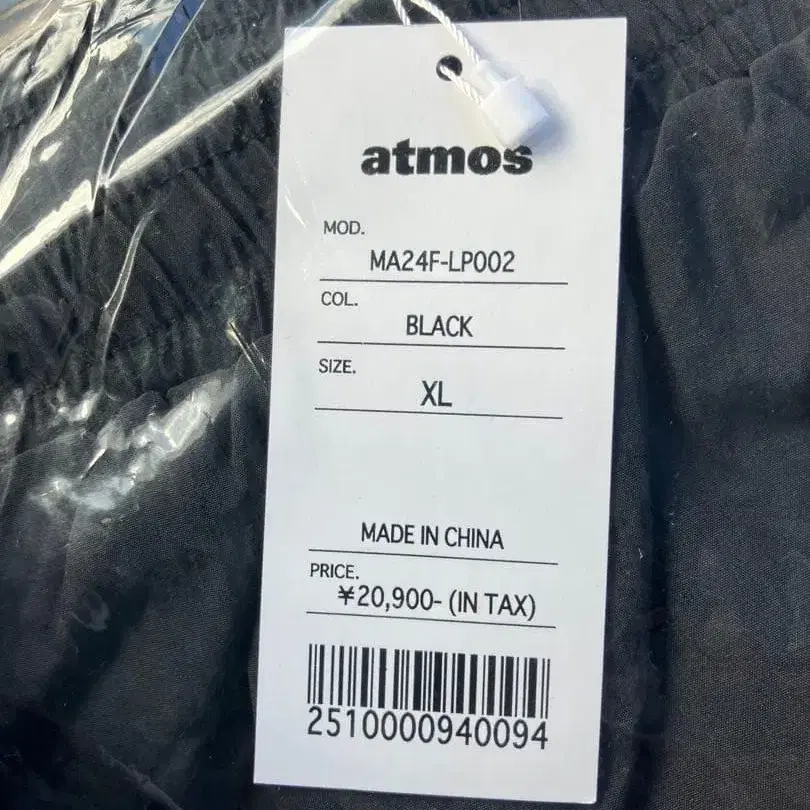 atmos
MOD.
MA24F-LP002
COL.
BLACK
SIZE.
XL
MADE IN CHINA
PRICE.
¥20,900- (IN TAX)
2510000940094